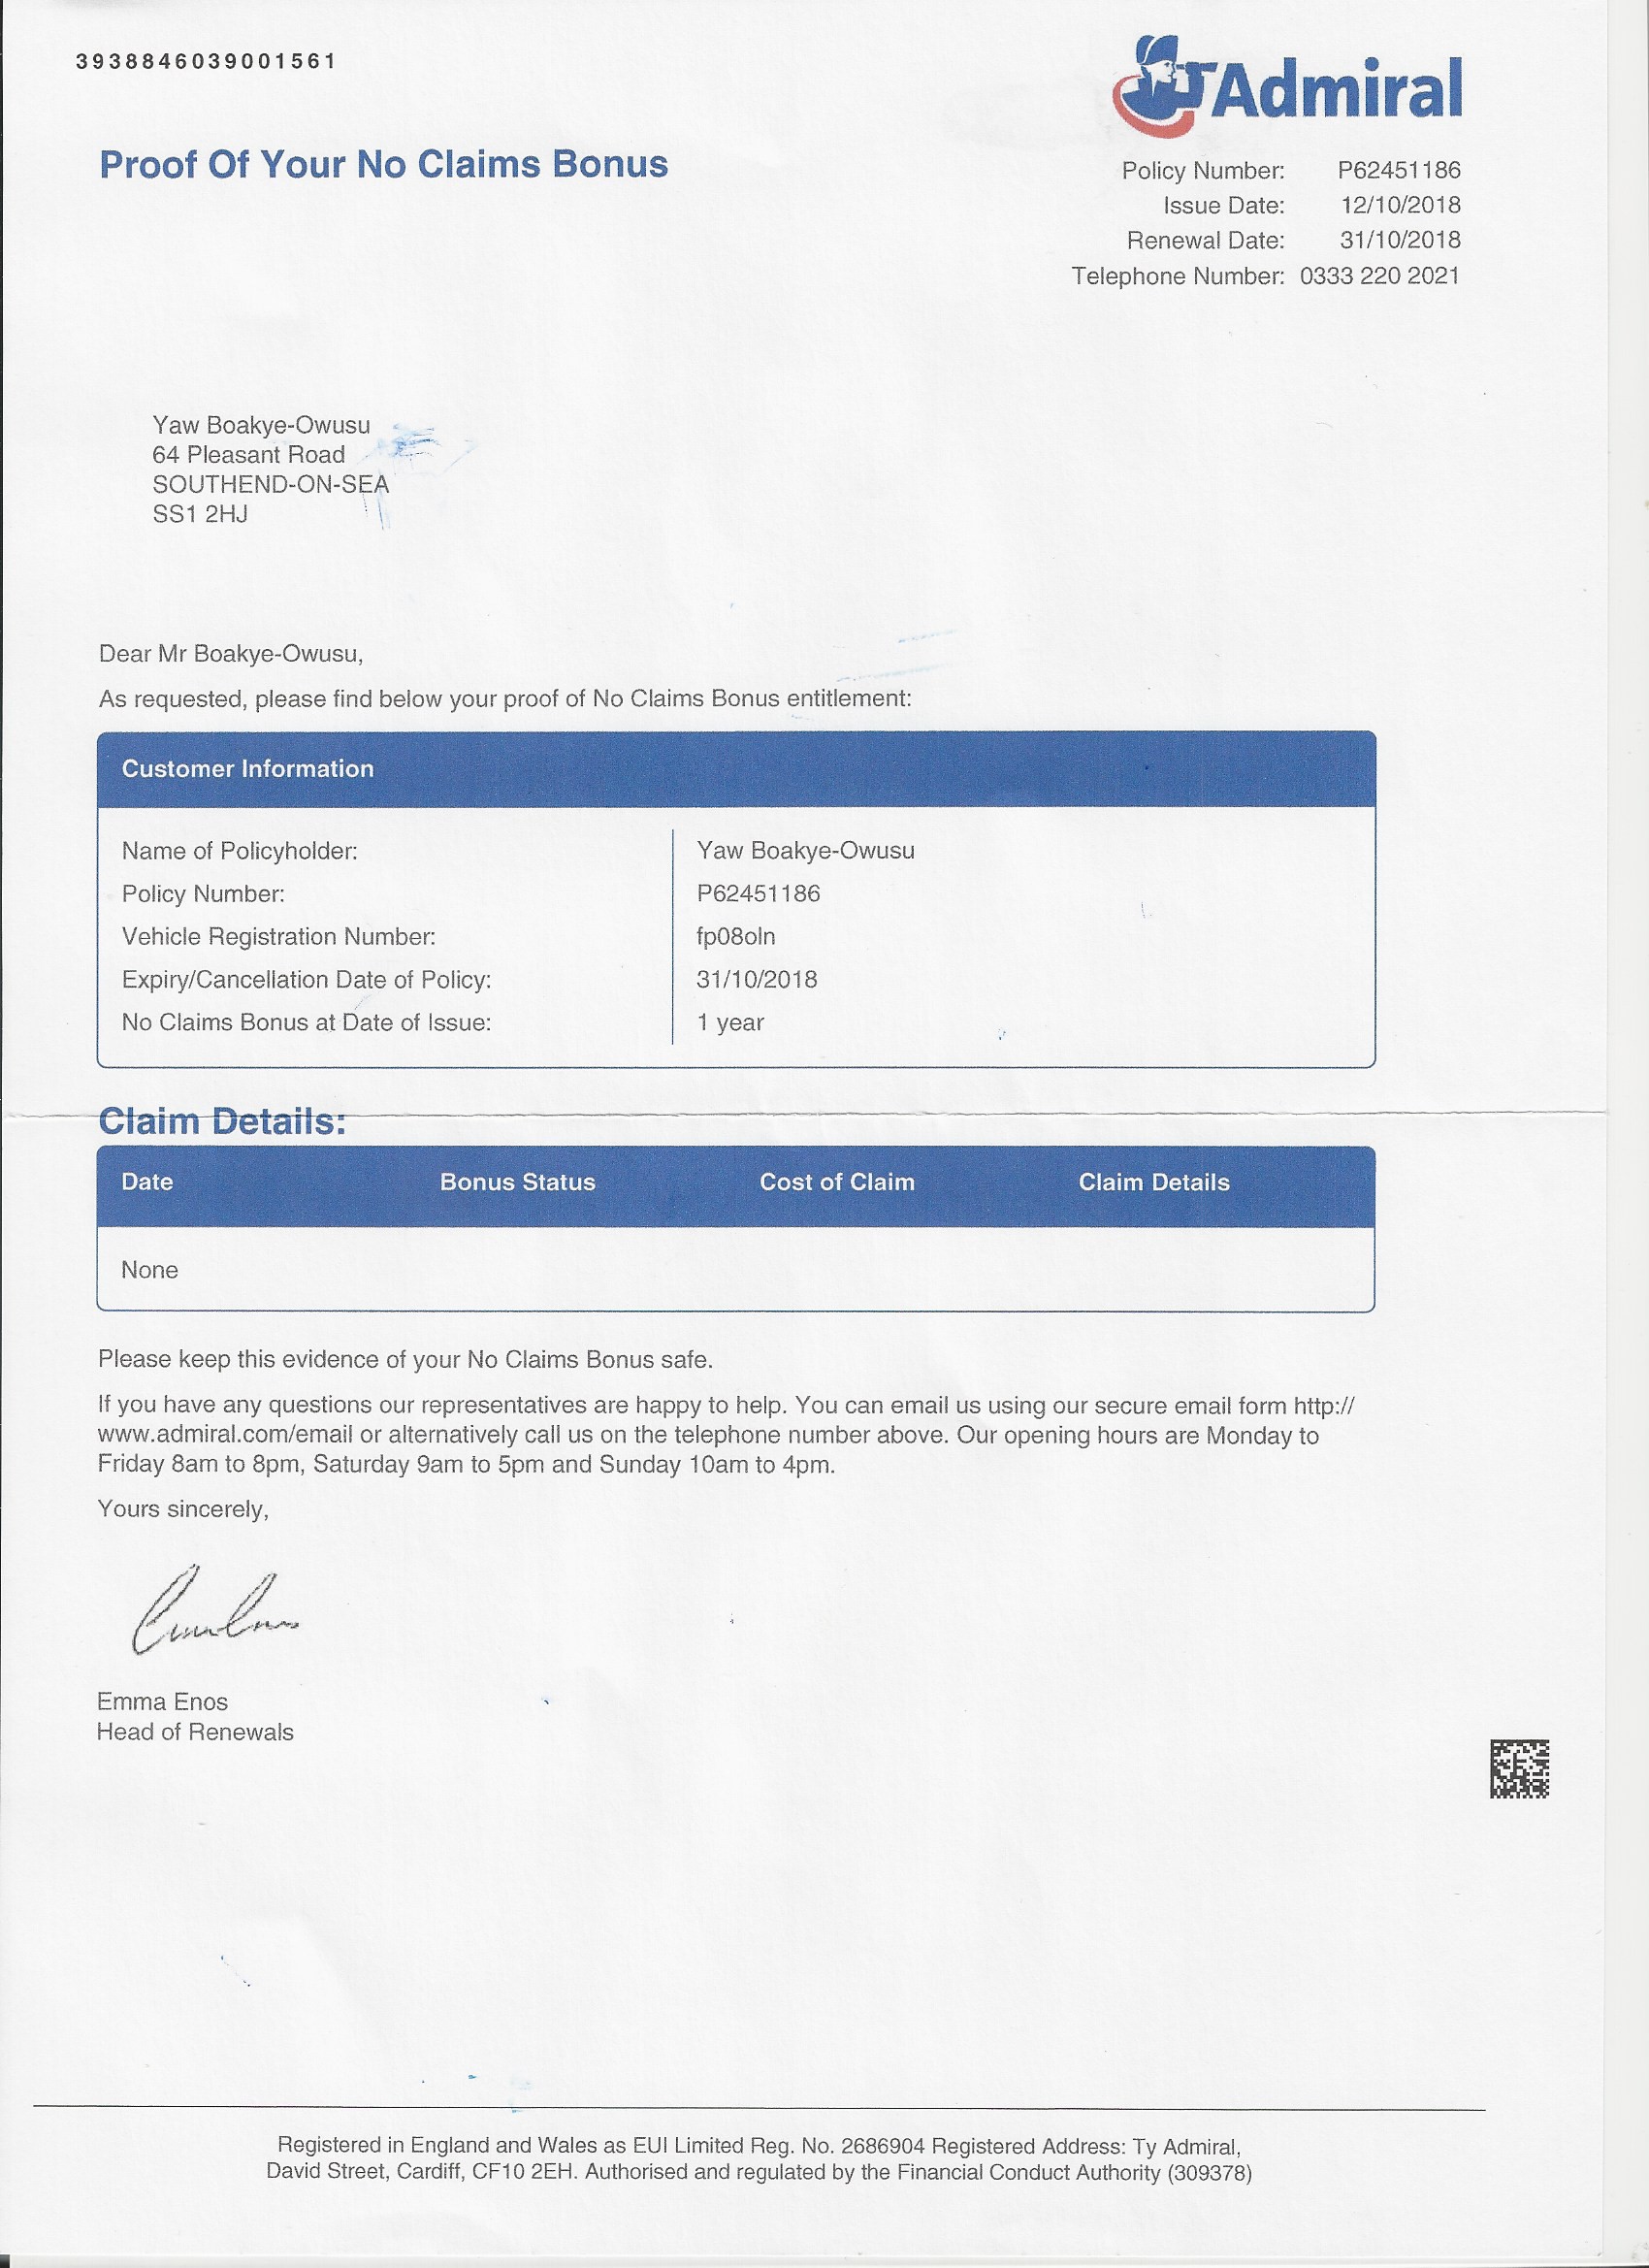 3938846039001561
Admiral
Proof Of Your No Claims Bonus
Policy Number: P62451186
Issue Date: 12/10/2018
Renewal Date: 31/10/2018
Telephone Number: 0333 220 2021
Yaw Boakye-Owusu
64 Pleasant Road
SOUTHEND-ON-SEA
SS1 2HJ
Dear Mr Boakye-Owusu,
As requested, please find below your proof of No Claims Bonus entitlement:
Customer Information
Name of Policyholder: Yaw Boakye-Owusu
Policy Number: P62451186
Vehicle Registration Number: fp08oln
Expiry/Cancellation Date of Policy: 31/10/2018
No Claims Bonus at Date of Issue: 1 year
Claim Details:
Date Bonus Status Cost of Claim Claim Details
None
Please keep this evidence of your No Claims Bonus safe.
If you have any questions our representatives are happy to help. You can email us using our secure email form http://
www.admiral.com/email or alternatively call us on the telephone number above. Our opening hours are Monday to
Friday 8am to 8pm, Saturday 9am to 5pm and Sunday 10am to 4pm.
Yours sincerely,
Emma Enos
Head of Renewals
Registered in England and Wales as EUI Limited Reg. No. 2686904 Registered Address: Ty Admiral,
David Street, Cardiff, CF10 2EH. Authorised and regulated by the Financial Conduct Authority (309378)